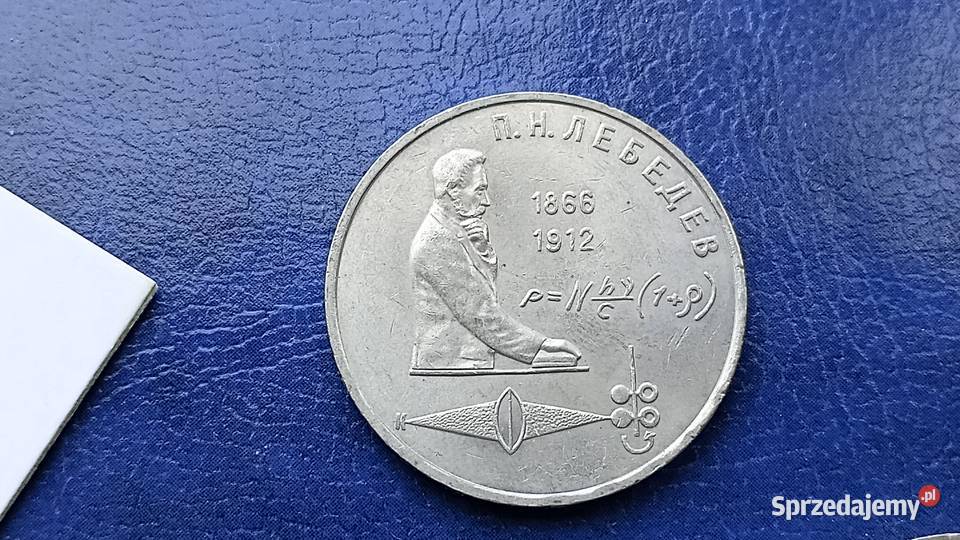 П. Н. ЛЕБЕДЕВ
1866
1912
p=N hν/c (1+ρ)
Sprzedajemy.pl